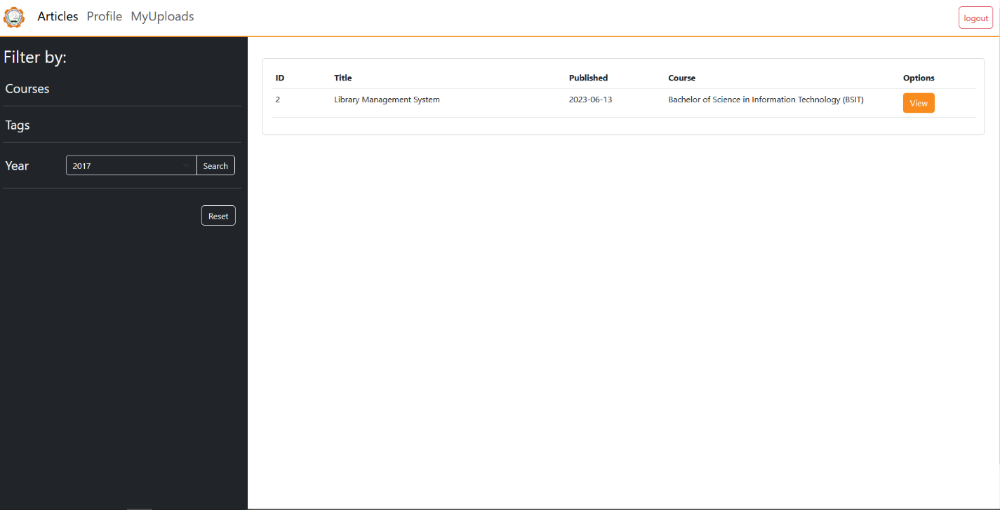 Articles Profile MyUploads logout
Filter by:
Courses
Tags
Year 2017 Search
Reset
ID Title Published Course Options
2 Library Management System 2023-06-13 Bachelor of Science in Information Technology (BSIT) View